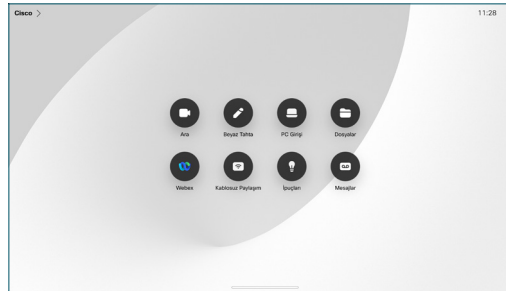 Cisco
11:28
Ara
Beyaz Tahta
PC Girişi
Dosyalar
Webex
Kablosuz Paylaşım
İpuçları
Mesajlar